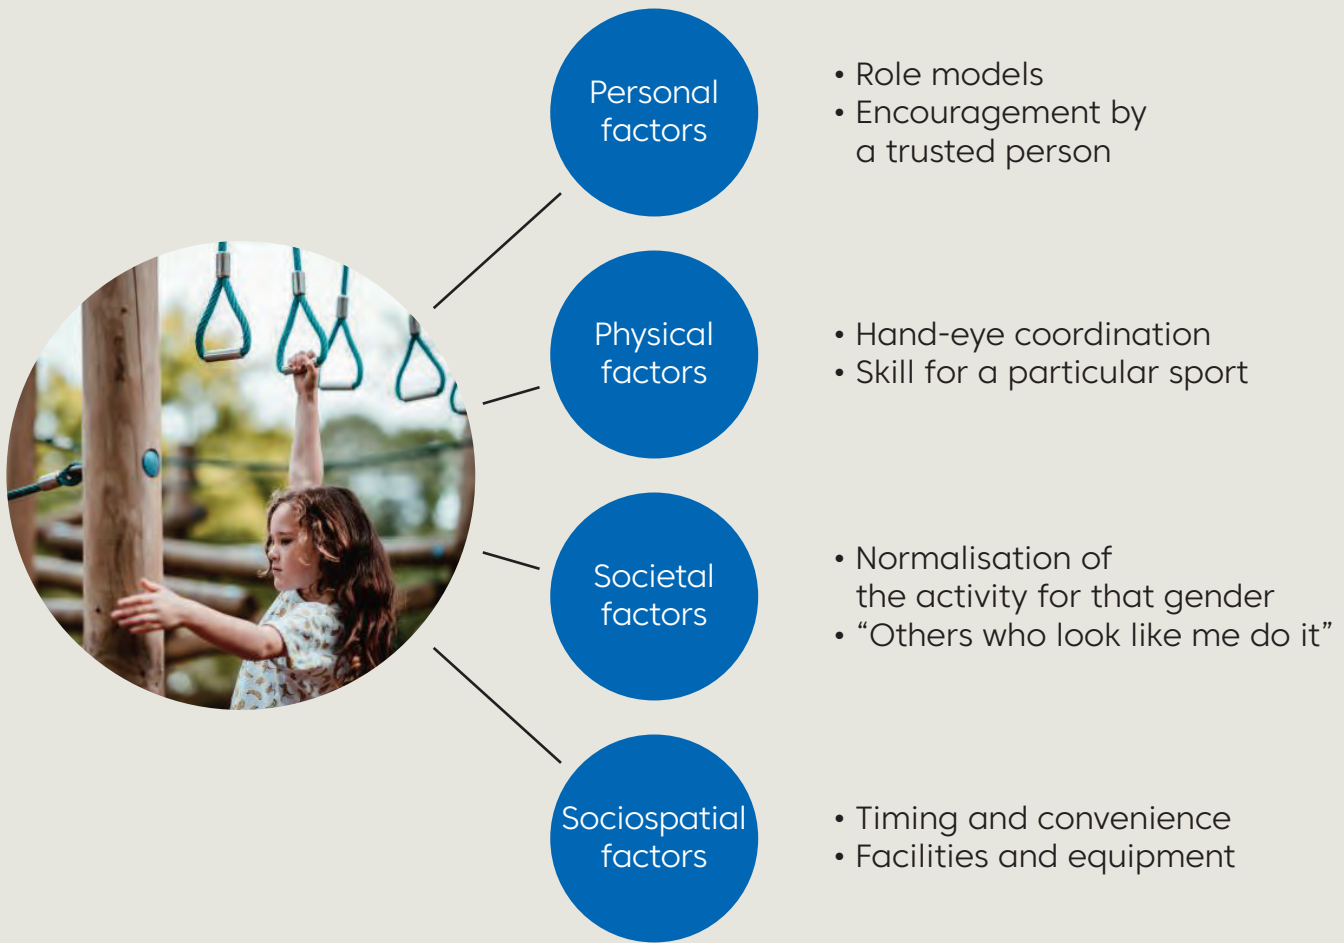 Personal
factors
• Role models
• Encouragement by
a trusted person
Physical
factors
• Hand-eye coordination
• Skill for a particular sport
Societal
factors
• Normalisation of
the activity for that gender
• “Others who look like me do it”
Sociospatial
factors
• Timing and convenience
• Facilities and equipment